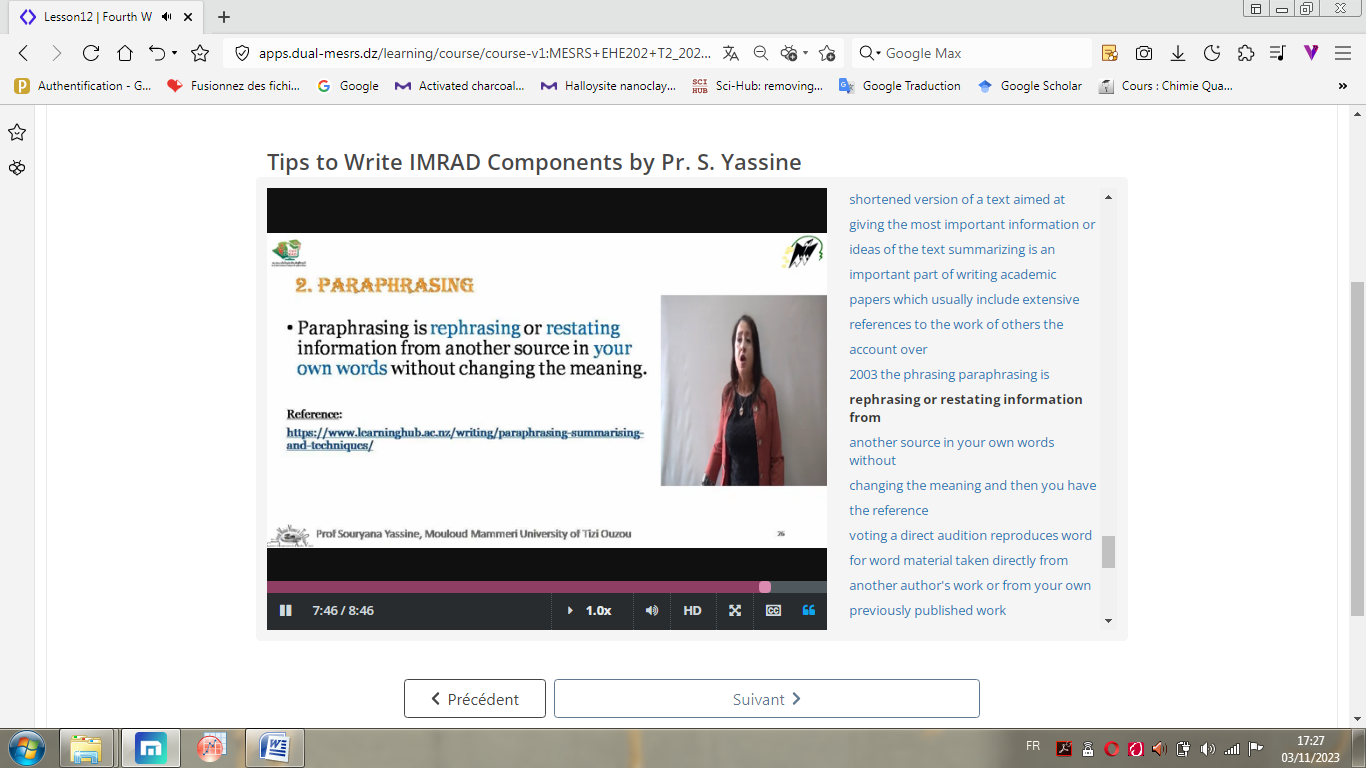 Lesson12 | Fourth W
apps.dual-mesrs.dz/learning/course/course-v1:MESRS+EHE202+T2_202...
Google Max
Authentification - G...
Fusionnez des fichi...
Google
Activated charcoal...
Halloysite nanoclay...
SCI HUB
Sci-Hub: removing...
Google Traduction
Google Scholar
Cours : Chimie Qua...
»
Tips to Write IMRAD Components by Pr. S. Yassine
2. PARAPHRASING
• Paraphrasing is rephrasing or restating
information from another source in your
own words without changing the meaning.
Reference:
https://www.learninghub.ac.nz/writing/paraphrasing-summarising-
and-techniques/
Prof Souryana Yassine, Mouloud Mammeri University of Tizi Ouzou
26
7:46 / 8:46
1.0x
HD
CC
shortened version of a text aimed at
giving the most important information or
ideas of the text summarizing is an
important part of writing academic
papers which usually include extensive
references to the work of others the
account over
2003 the phrasing paraphrasing is
rephrasing or restating information
from
another source in your own words
without
changing the meaning and then you have
the reference
voting a direct audition reproduces word
for word material taken directly from
another author's work or from your own
previously published work
Précédent
Suivant
FR
17:27
03/11/2023